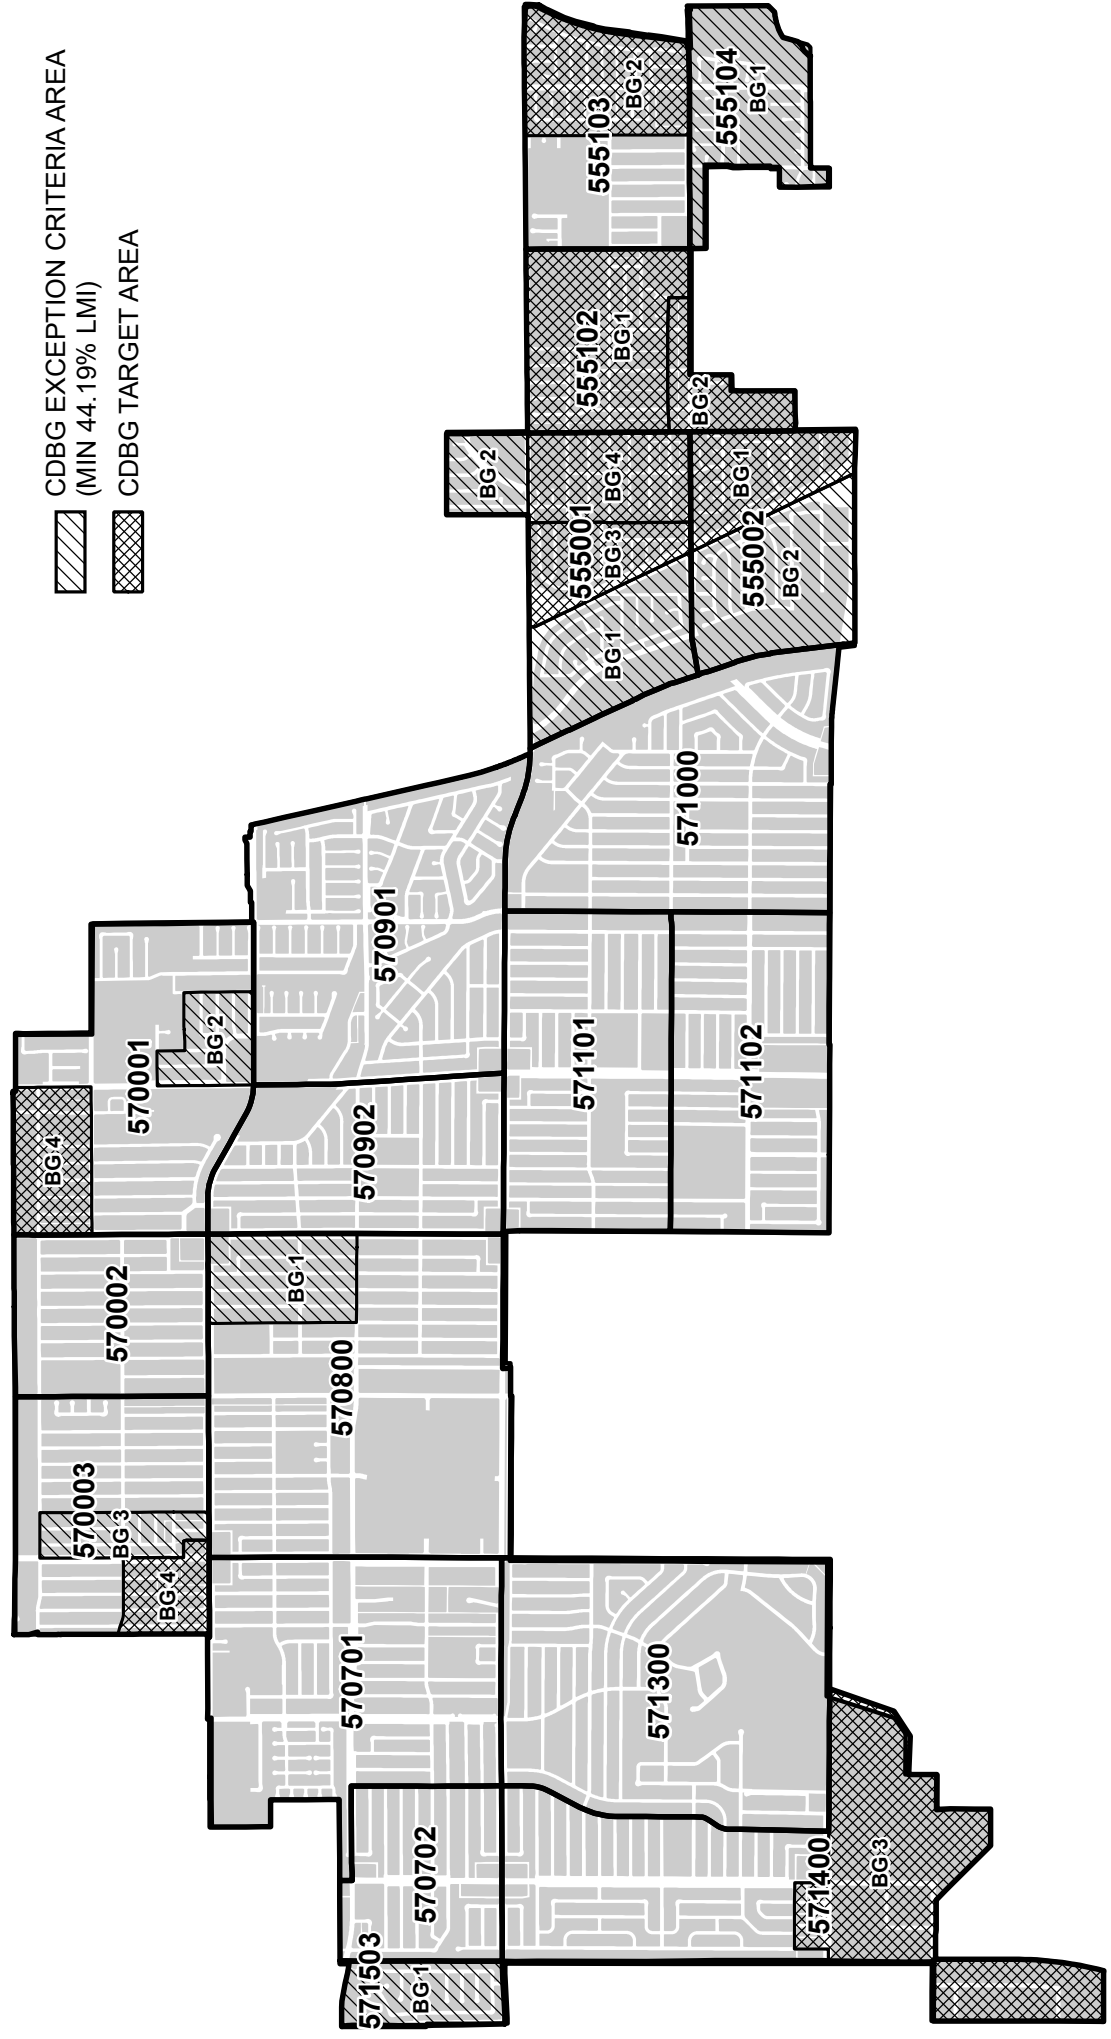 CDBG EXCEPTION CRITERIA AREA
(MIN 44.19% LMI)
CDBG TARGET AREA
BG 4
570001
BG 2
570002
570003
BG 3
BG 4
570901
570902
BG 1
570800
570701
570702
571503
BG 1
571300
571400
BG 3
571101
571102
571000
BG 2
555001
BG 4
BG 3
BG 1
555002
BG 1
BG 2
555102
BG 1
BG 2
555103
BG 2
555104
BG 1